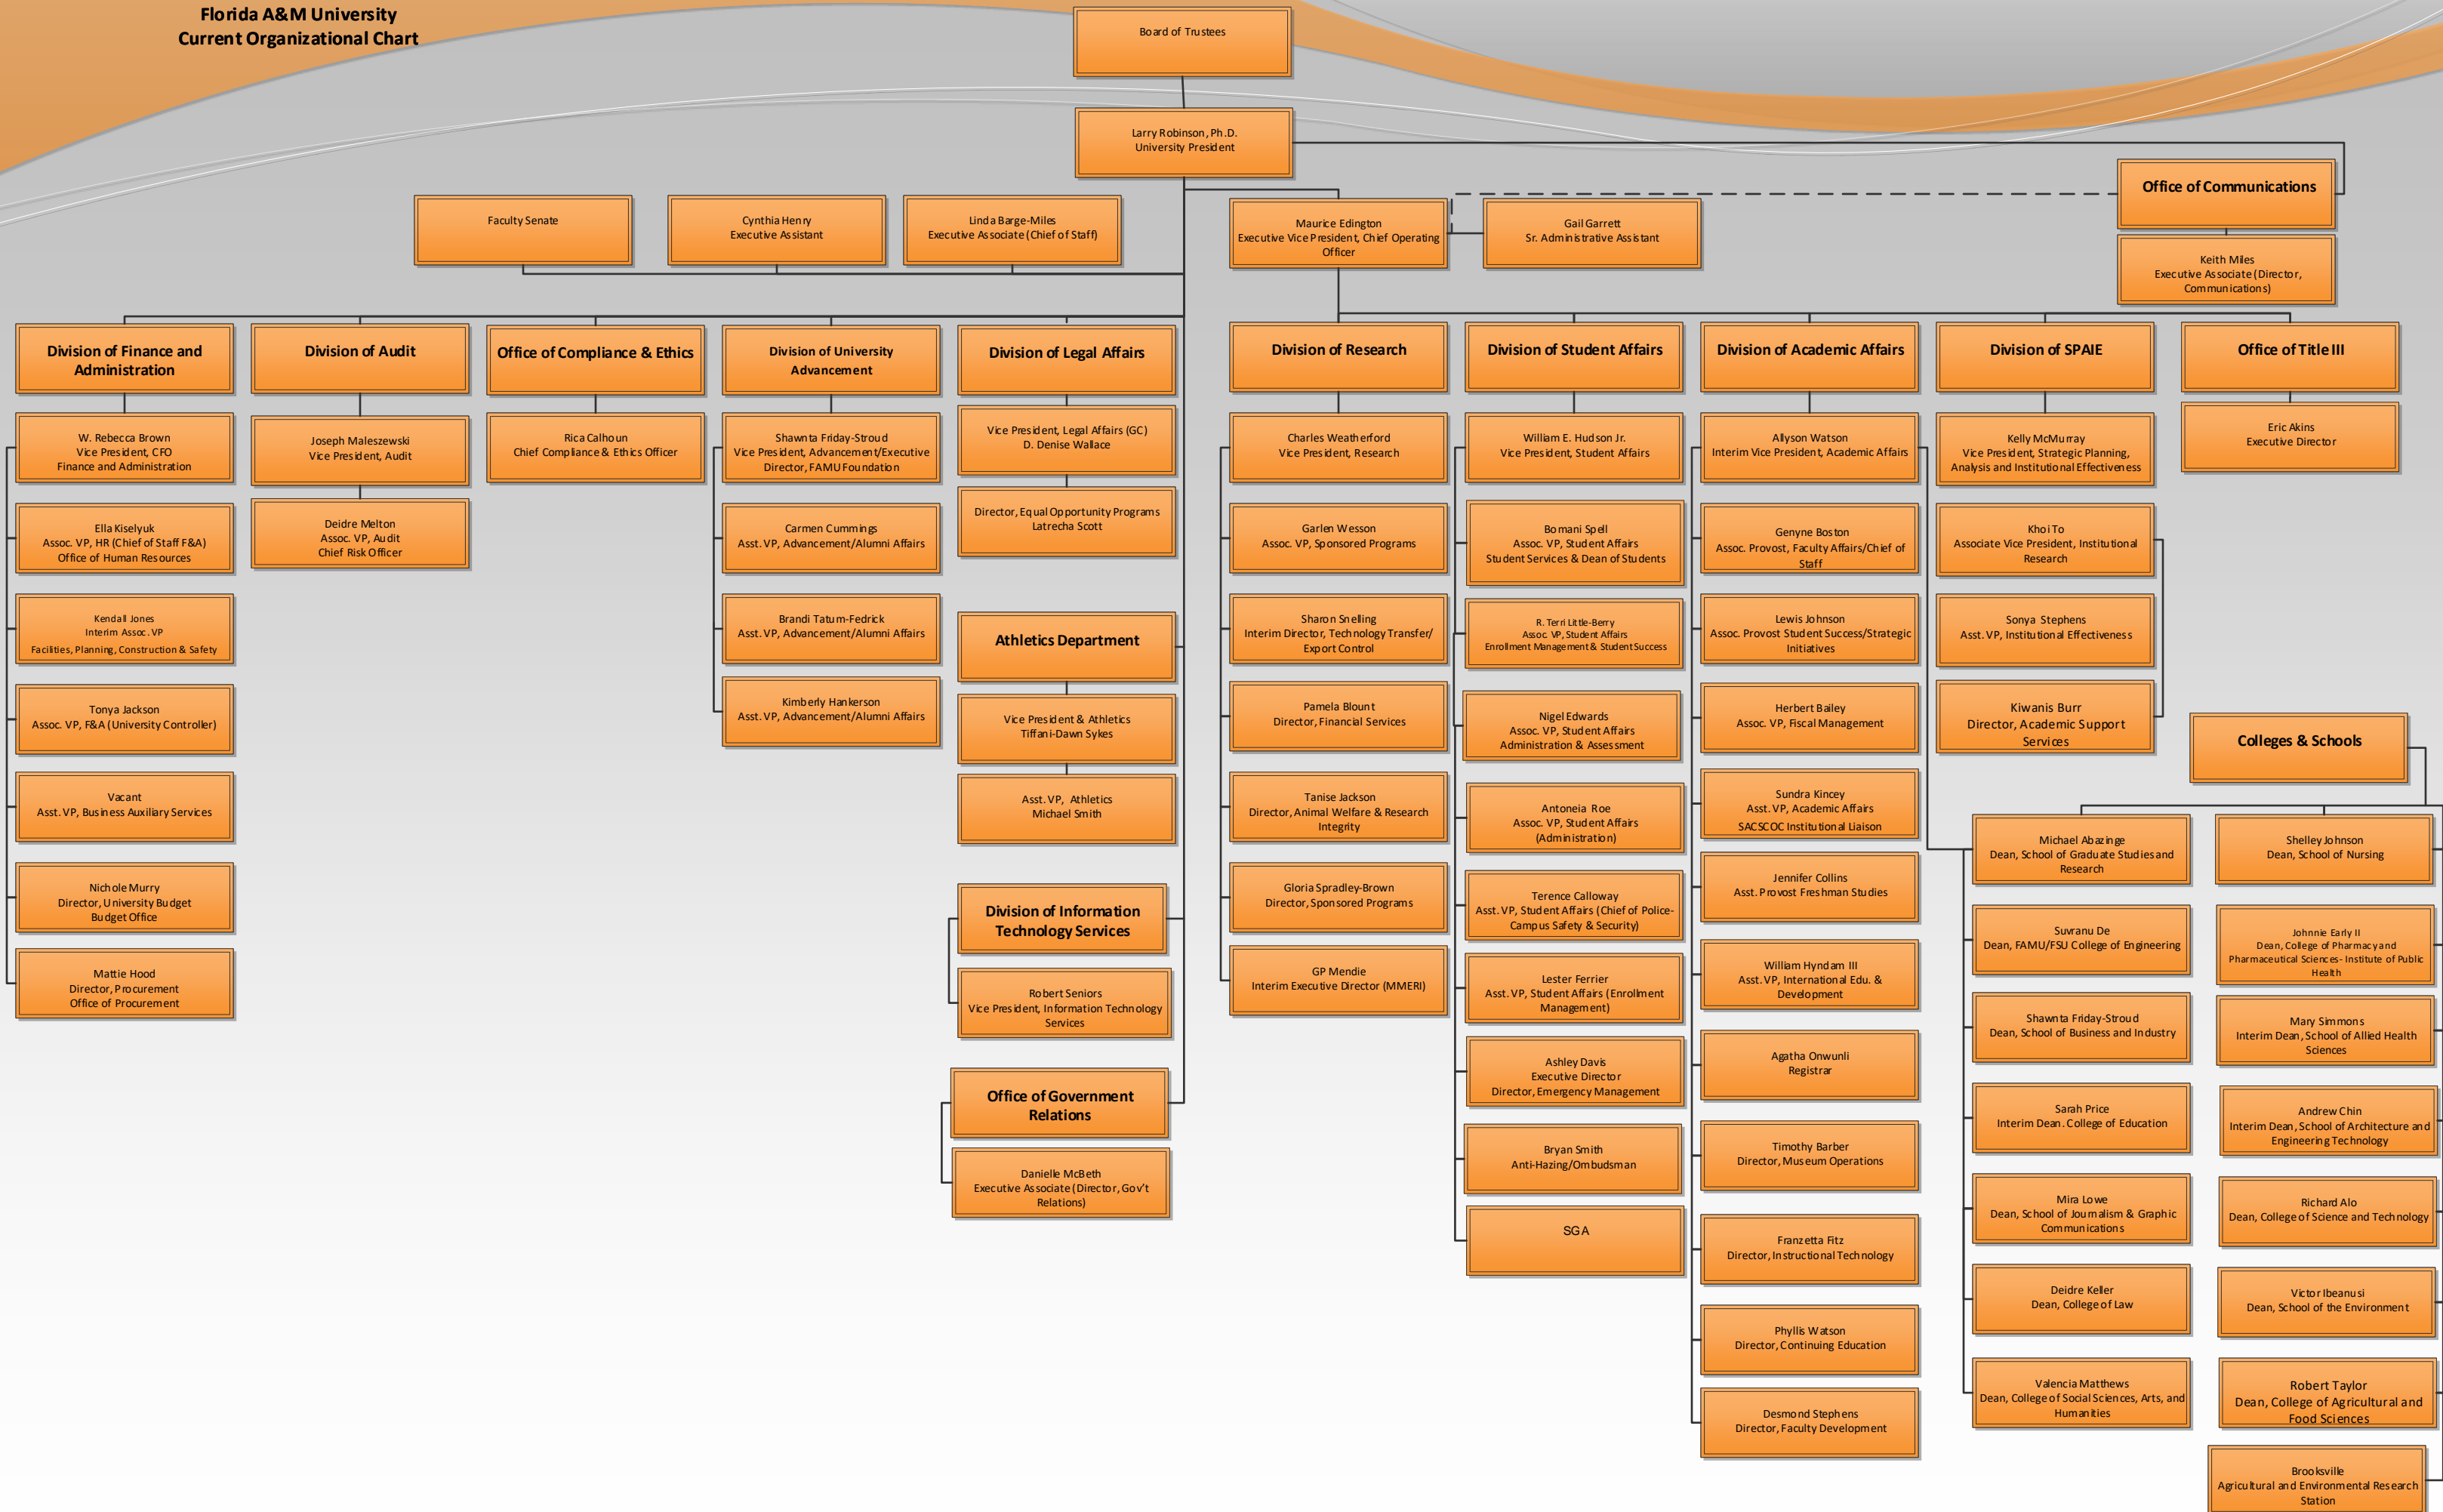 Florida A&M University
Current Organizational Chart
Board of Trustees
Larry Robinson, Ph.D.
University President
Office of Communications
Keith Miles
Executive Associate (Director,
Communications)
Faculty Senate
Cynthia Henry
Executive Assistant
Linda Barge-Miles
Executive Associate (Chief of Staff)
Maurice Edington
Executive Vice President, Chief Operating
Officer
Gail Garrett
Sr. Administrative Assistant
Division of Finance and
Administration
W. Rebecca Brown
Vice President, CFO
Finance and Administration
Ella Kiselyuk
Assoc. VP, HR (Chief of Staff F&A)
Office of Human Resources
Kendall Jones
Interim Assoc. VP
Facilities, Planning, Construction & Safety
Tonya Jackson
Assoc. VP, F&A (University Controller)
Vacant
Asst. VP, Business Auxiliary Services
Nichole Murry
Director, University Budget
Budget Office
Mattie Hood
Director, Procurement
Office of Procurement
Division of Audit
Joseph Maleszewski
Vice President, Audit
Deidre Melton
Assoc. VP, Audit
Chief Risk Officer
Office of Compliance & Ethics
Rica Calhoun
Chief Compliance & Ethics Officer
Division of University
Advancement
Shawnta Friday-Stroud
Vice President, Advancement/Executive
Director, FAMU Foundation
Carmen Cummings
Asst. VP, Advancement/Alumni Affairs
Brandi Tatum-Fedrick
Asst. VP, Advancement/Alumni Affairs
Kimberly Hankerson
Asst. VP, Advancement/Alumni Affairs
Division of Legal Affairs
Vice President, Legal Affairs (GC)
D. Denise Wallace
Director, Equal Opportunity Programs
Latrecha Scott
Athletics Department
Vice President & Athletics
Tiffani-Dawn Sykes
Asst. VP, Athletics
Michael Smith
Division of Information
Technology Services
Robert Seniors
Vice President, Information Technology
Services
Office of Government
Relations
Danielle McBeth
Executive Associate (Director, Gov't
Relations)
Division of Research
Charles Weatherford
Vice President, Research
Garlen Wesson
Assoc. VP, Sponsored Programs
Sharon Snelling
Interim Director, Technology Transfer/
Export Control
Pamela Blount
Director, Financial Services
Tanise Jackson
Director, Animal Welfare & Research
Integrity
Gloria Spradley-Brown
Director, Sponsored Programs
GP Mendie
Interim Executive Director (MMERI)
Division of Student Affairs
William E. Hudson Jr.
Vice President, Student Affairs
Bomani Spell
Assoc. VP, Student Affairs
Student Services & Dean of Students
R. Terri Little-Berry
Assoc. VP, Student Affairs
Enrollment Management & Student Success
Nigel Edwards
Assoc. VP, Student Affairs
Administration & Assessment
Antoneia Roe
Assoc. VP, Student Affairs
(Administration)
Terence Calloway
Asst. VP, Student Affairs (Chief of Police-
Campus Safety & Security)
Lester Ferrier
Asst. VP, Student Affairs (Enrollment
Management)
Ashley Davis
Executive Director
Director, Emergency Management
Bryan Smith
Anti-Hazing/Ombudsman
SGA
Division of Academic Affairs
Allyson Watson
Interim Vice President, Academic Affairs
Genyne Boston
Assoc. Provost, Faculty Affairs/Chief of
Staff
Lewis Johnson
Assoc. Provost Student Success/Strategic
Initiatives
Herbert Bailey
Assoc. VP, Fiscal Management
Sundra Kincey
Asst. VP, Academic Affairs
SACSCOC Institutional Liaison
Jennifer Collins
Asst. Provost Freshman Studies
William Hyndam III
Asst. VP, International Edu. &
Development
Agatha Onwunli
Registrar
Timothy Barber
Director, Museum Operations
Franzetta Fitz
Director, Instructional Technology
Phyllis Watson
Director, Continuing Education
Desmond Stephens
Director, Faculty Development
Division of SPAIE
Kelly McMurray
Vice President, Strategic Planning,
Analysis and Institutional Effectiveness
Khoi To
Associate Vice President, Institutional
Research
Sonya Stephens
Asst. VP, Institutional Effectiveness
Kiwanis Burr
Director, Academic Support
Services
Office of Title III
Eric Akins
Executive Director
Colleges & Schools
Michael Abazinge
Dean, School of Graduate Studies and
Research
Suvranu De
Dean, FAMU/FSU College of Engineering
Shawnta Friday-Stroud
Dean, School of Business and Industry
Sarah Price
Interim Dean. College of Education
Mira Lowe
Dean, School of Journalism & Graphic
Communications
Deidre Keller
Dean, College of Law
Valencia Matthews
Dean, College of Social Sciences, Arts, and
Humanities
Shelley Johnson
Dean, School of Nursing
Johnnie Early II
Dean, College of Pharmacy and
Pharmaceutical Sciences- Institute of Public
Health
Mary Simmons
Interim Dean, School of Allied Health
Sciences
Andrew Chin
Interim Dean, School of Architecture and
Engineering Technology
Richard Alo
Dean, College of Science and Technology
Victor Ibeanusi
Dean, School of the Environment
Robert Taylor
Dean, College of Agricultural and
Food Sciences
Brooksville
Agricultural and Environmental Research
Station